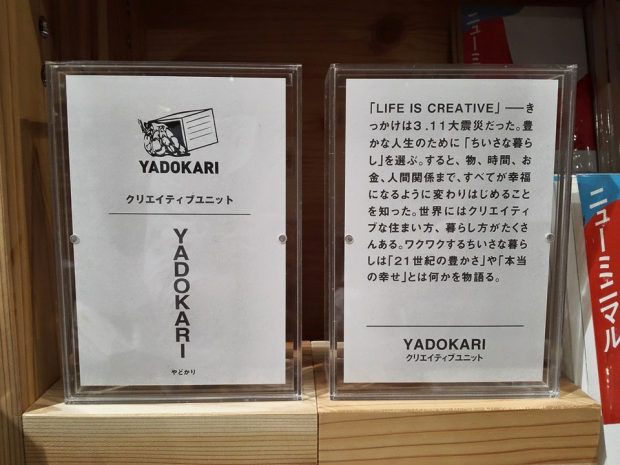 YADOKARI
クリエイティブユニット
YADOKARI
やどかり
「LIFE IS CREATIVE」―き
っかけは3.11大震災だった。豊
かな人生のために「ちいさな暮ら
し」を選ぶ。すると、物、時間、お
金、人間関係まで、すべてが幸福
になるように変わりはじめること
を知った。世界にはクリエイティ
ブな住まい方、暮らし方がたくさ
んある。ワクワクするちいさな暮ら
しは「21世紀の豊かさ」や「本当
の幸せ」とは何かを物語る。
YADOKARI
クリエイティブユニット
ニューミニマル